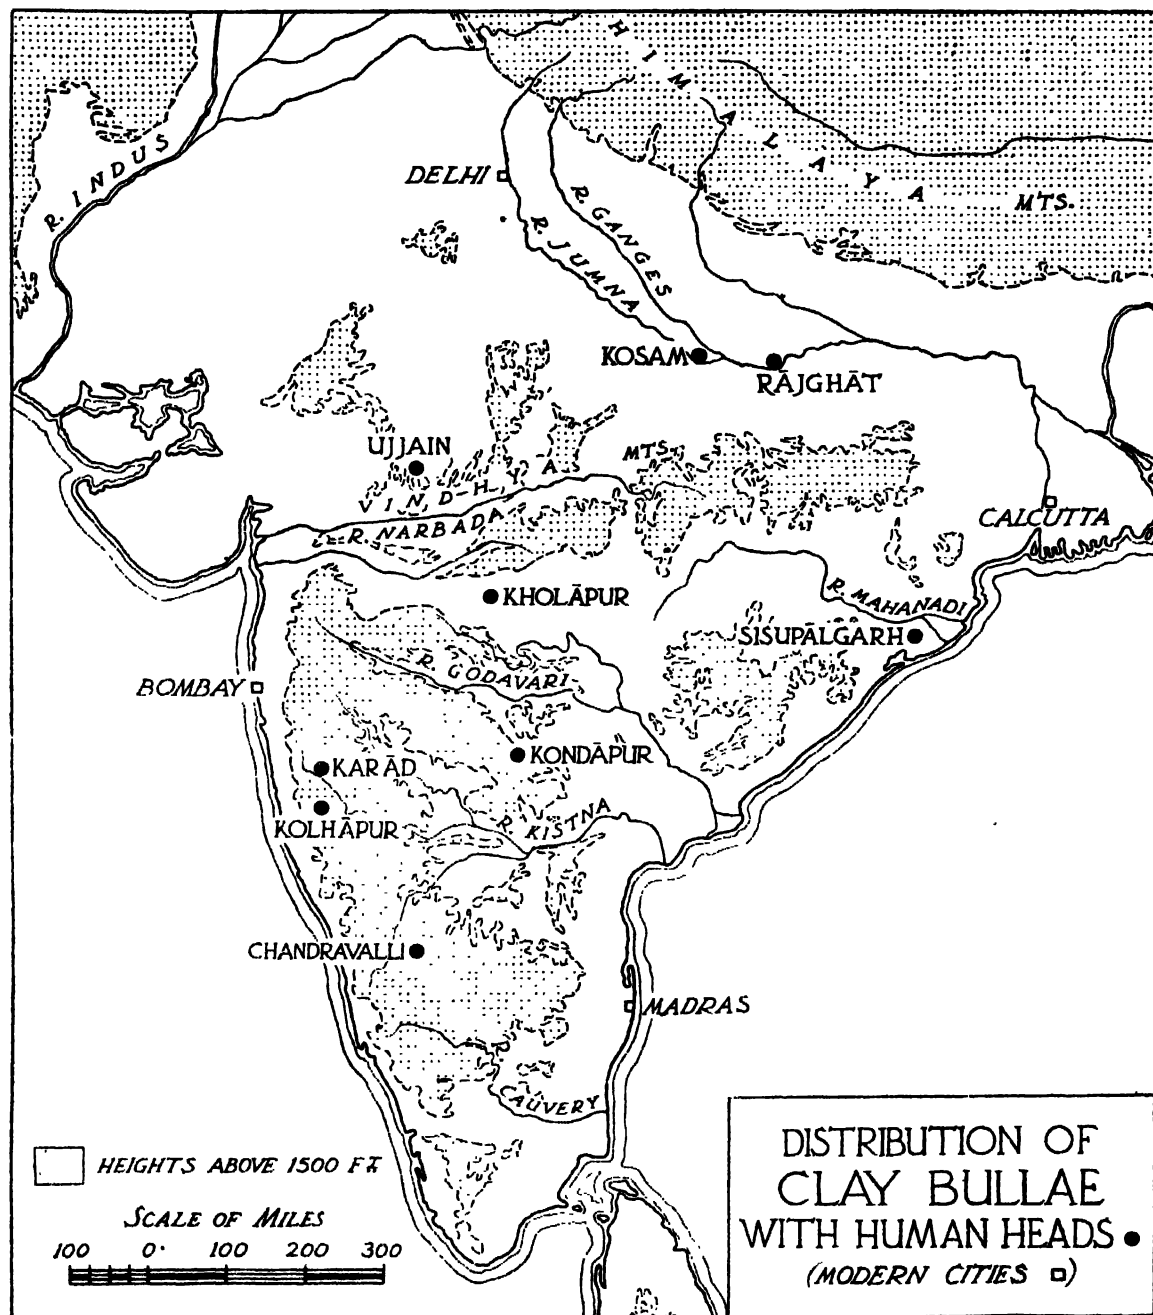 HIMALAYA
MTS.
R. INDUS
DELHI
R. GANGES
R. JUMNA
KOSAM
RĀJGHĀT
UJJAIN
VINDHYA
MTS.
R. NARBADA
CALCUTTA
KHOLĀPUR
R. MAHANADI
SISUPĀLGARH
R. GODAVARI
BOMBAY
KONDĀPUR
KARĀD
KOLHĀPUR
R. KISTNA
CHANDRAVALLI
MADRAS
CAUVERY
HEIGHTS ABOVE 1500 FT
SCALE OF MILES
100 0 100 200 300
DISTRIBUTION OF
CLAY BULLAE
WITH HUMAN HEADS
(MODERN CITIES )